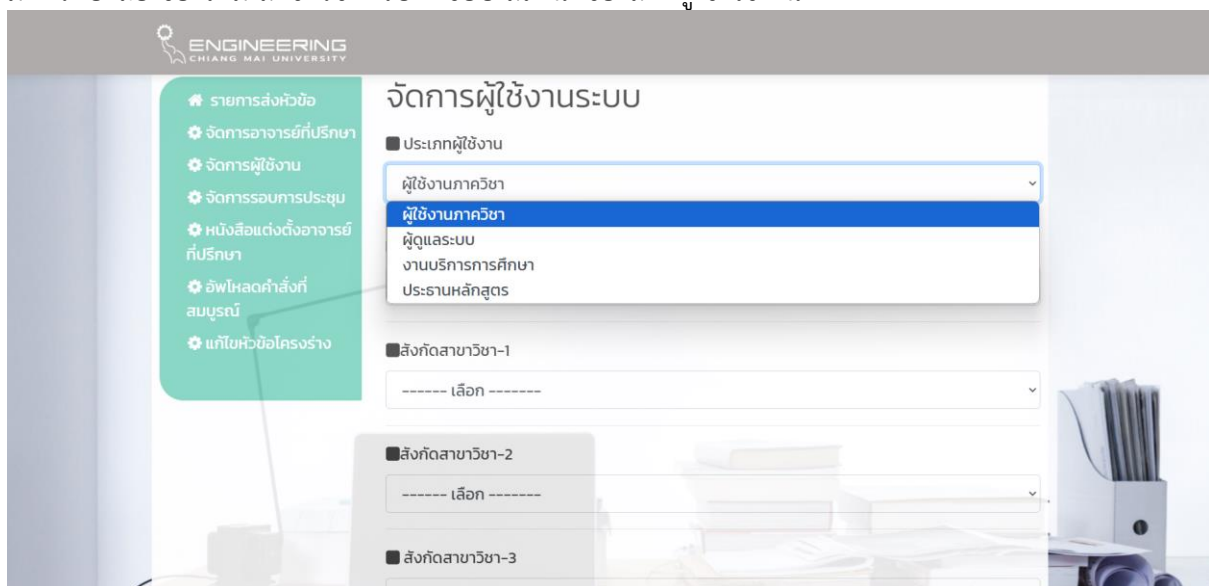 ENGINEERING
CHIANG MAI UNIVERSITY
รายการส่งหัวข้อ
จัดการอาจารย์ที่ปรึกษา
จัดการผู้ใช้งาน
จัดการรอบการประชุม
หนังสือแต่งตั้งอาจารย์
ที่ปรึกษา
อัพโหลดคำสั่งที่
สมบูรณ์
แก้ไขหัวข้อโครงร่าง
จัดการผู้ใช้งานระบบ
ประเภทผู้ใช้งาน
ผู้ใช้งานภาควิชา
ผู้ใช้งานภาควิชา
ผู้ดูแลระบบ
งานบริการการศึกษา
ประธานหลักสูตร
สังกัดสาขาวิชา-1
------ เลือก -------
สังกัดสาขาวิชา-2
------ เลือก -------
สังกัดสาขาวิชา-3